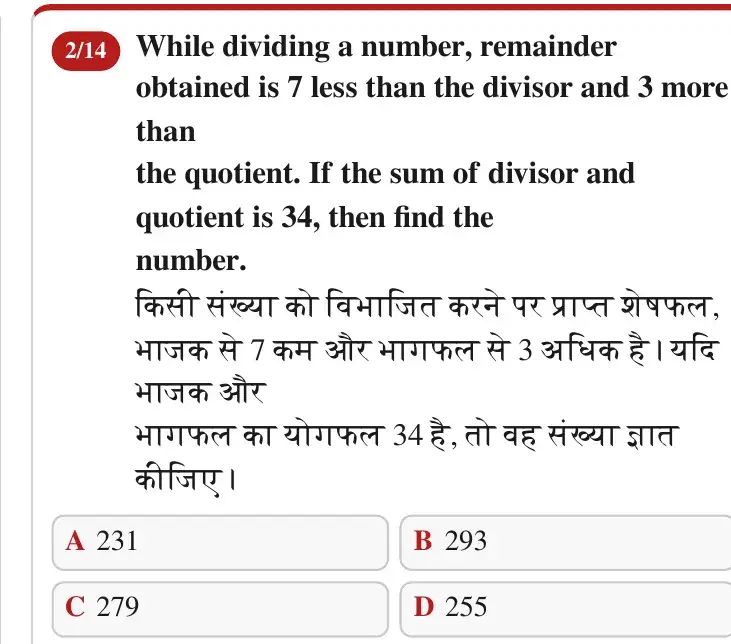 2/14 While dividing a number, remainder
obtained is 7 less than the divisor and 3 more
than
the quotient. If the sum of divisor and
quotient is 34, then find the
number.
किसी संख्या को विभाजित करने पर प्राप्त शेषफल,
भाजक से 7 कम और भागफल से 3 अधिक है। यदि
भाजक और
भागफल का योगफल 34 है, तो वह संख्या ज्ञात
कीजिए।
A 231
B 293
C 279
D 255